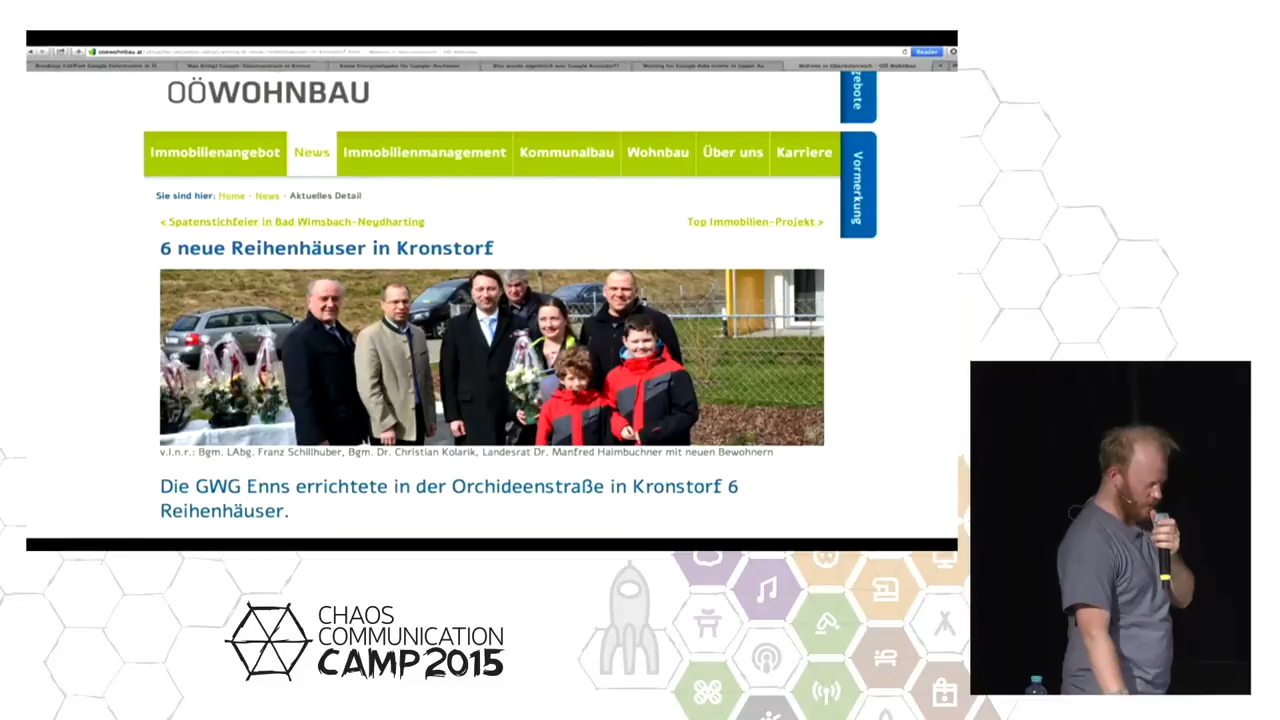 Reader
OÖWOHNBAU
ebote
Vormerkung
Immobilienangebot News Immobilienmanagement Kommunalbau Wohnbau Über uns Karriere
Sie sind hier: Home · News · Aktuelles Detail
< Spatenstichfeier in Bad Wimsbach-Neydharting Top Immobilien-Projekt >
6 neue Reihenhäuser in Kronstorf
v.l.n.r.: Bgm. LAbg. Franz Schillhuber, Bgm. Dr. Christian Kolarik, Landesrat Dr. Manfred Haimbuchner mit neuen Bewohnern
Die GWG Enns errichtete in der Orchideenstraße in Kronstorf 6
Reihenhäuser.
CHAOS
COMMUNICATION
CAMP 2015